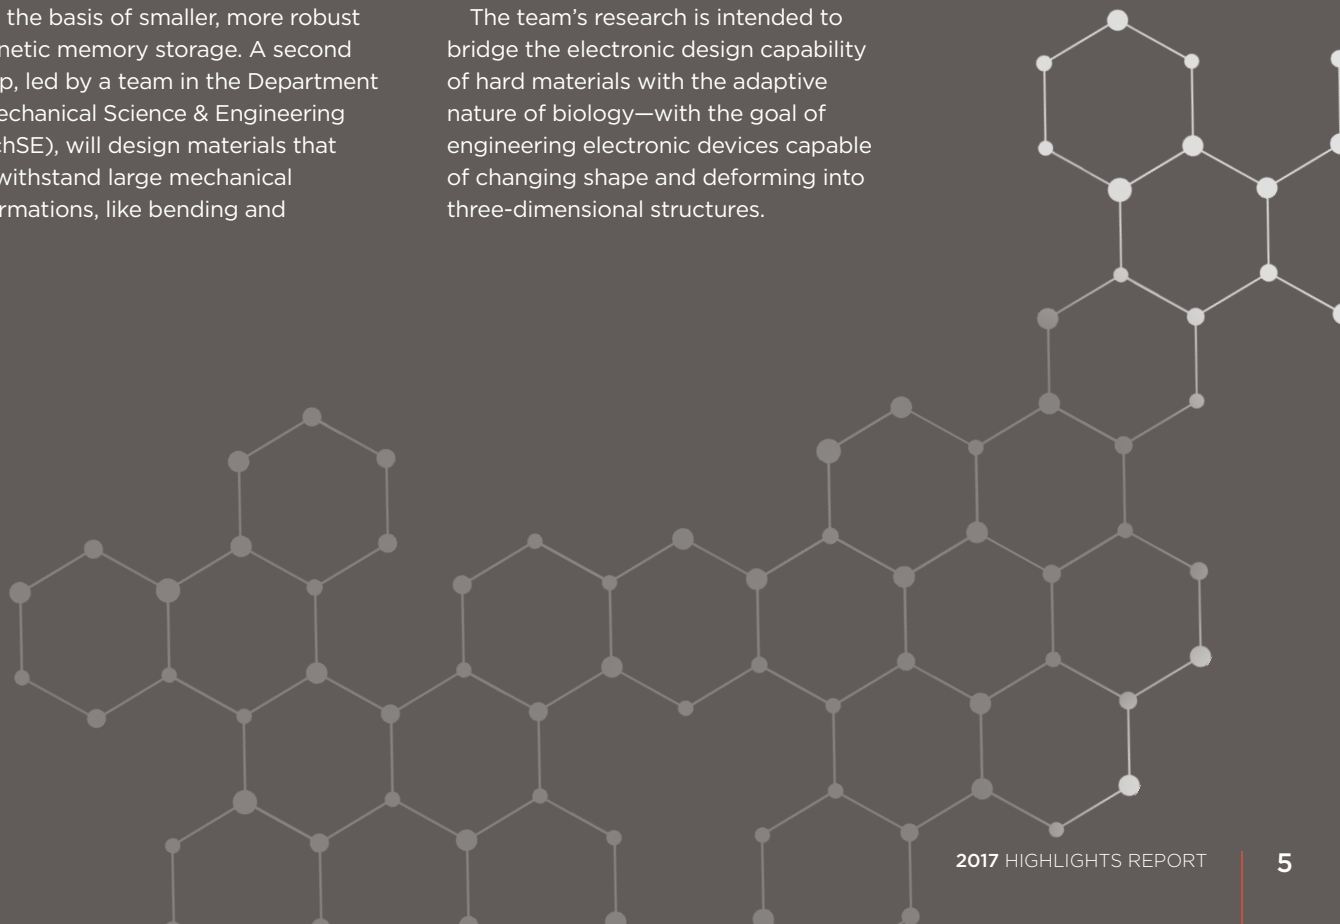 the basis of smaller, more robust
netic memory storage. A second
p, led by a team in the Department
echanical Science & Engineering
hSE), will design materials that
withstand large mechanical
rmations, like bending and
The team’s research is intended to
bridge the electronic design capability
of hard materials with the adaptive
nature of biology—with the goal of
engineering electronic devices capable
of changing shape and deforming into
three-dimensional structures.
2017 HIGHLIGHTS REPORT
5